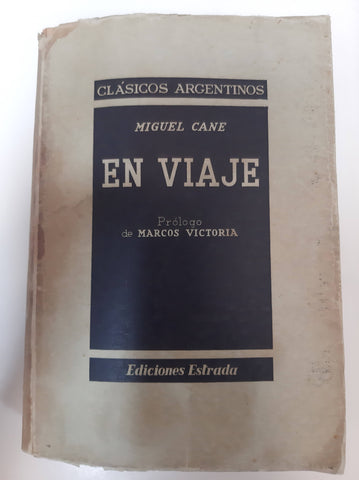 CLÁSICOS ARGENTINOS
MIGUEL CANE
EN VIAJE
Prólogo
de MARCOS VICTORIA
Ediciones Estrada